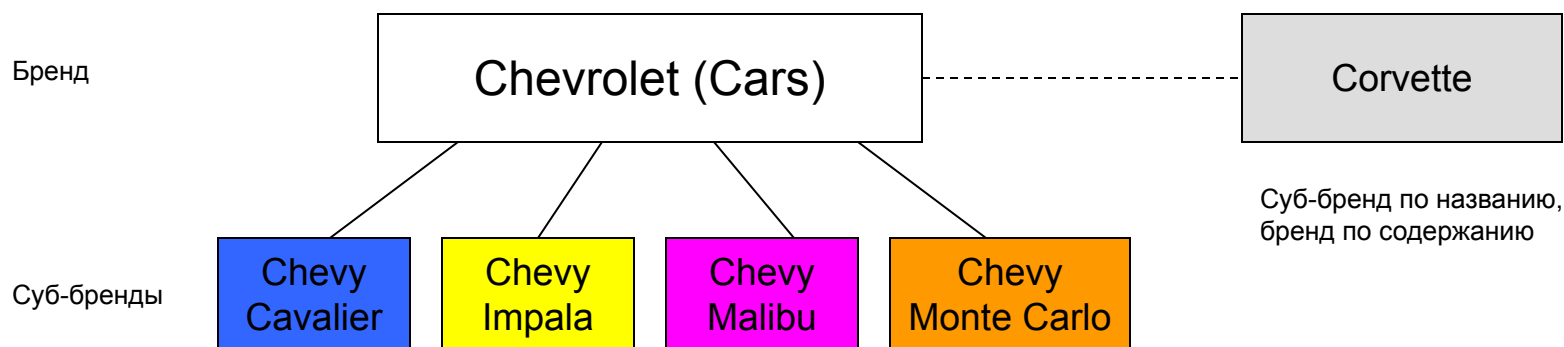 Бренд
Chevrolet (Cars)
Corvette
Суб-бренд по названию,
бренд по содержанию
Суб-бренды
Chevy
Cavalier
Chevy
Impala
Chevy
Malibu
Chevy
Monte Carlo